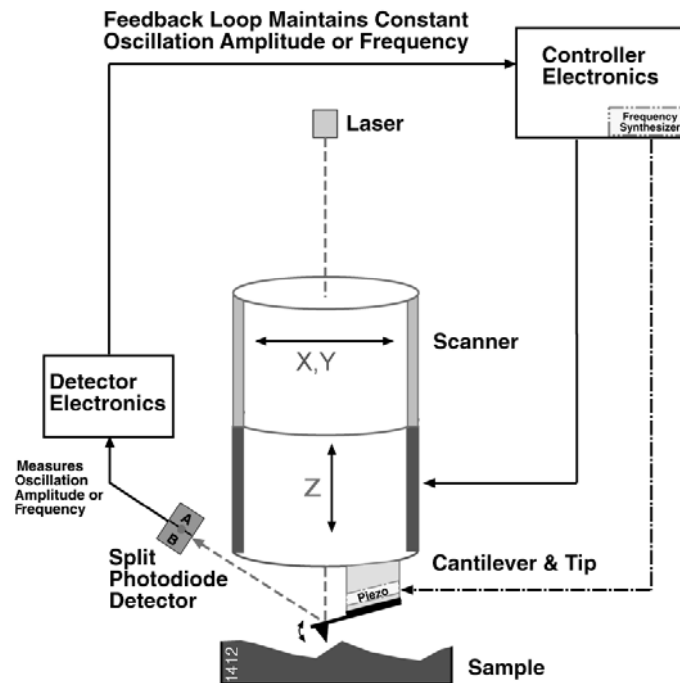 Feedback Loop Maintains Constant
Oscillation Amplitude or Frequency
Controller
Electronics
Frequency
Synthesizer
Laser
X,Y
Scanner
Detector
Electronics
Measures
Oscillation
Amplitude or
Frequency
A
B
Z
Split
Photodiode
Detector
Cantilever & Tip
Piezo
1412
Sample